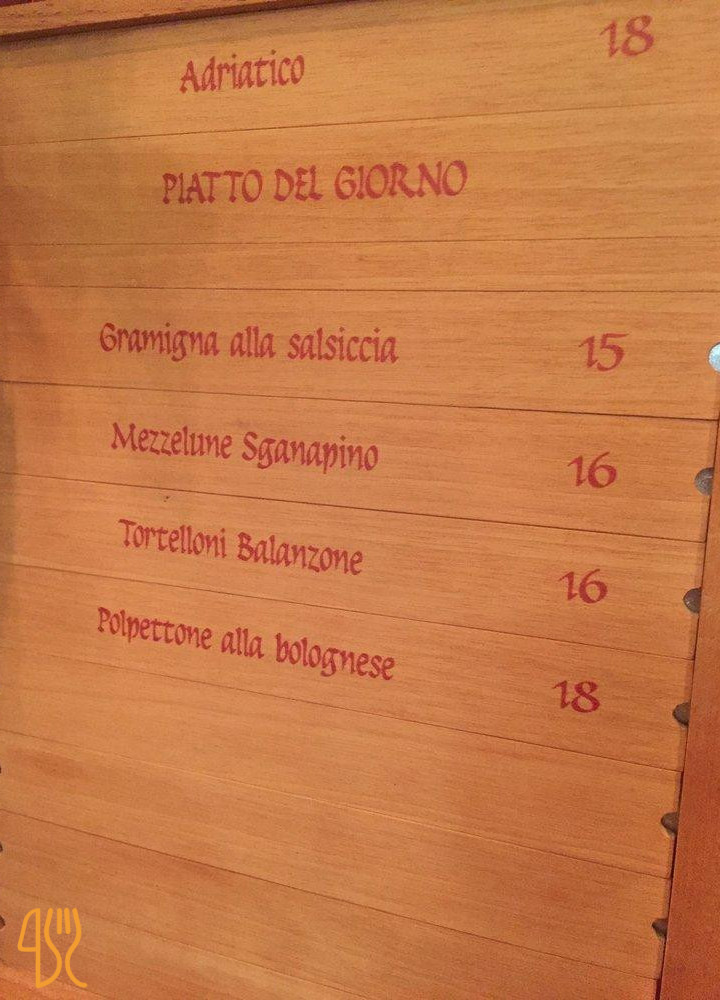 Adriatico 18
PIATTO DEL GIORNO
Gramigna alla salsiccia 15
Mezzelune Sganapino 16
Tortelloni Balanzone 16
Polpettone alla bolognese 18